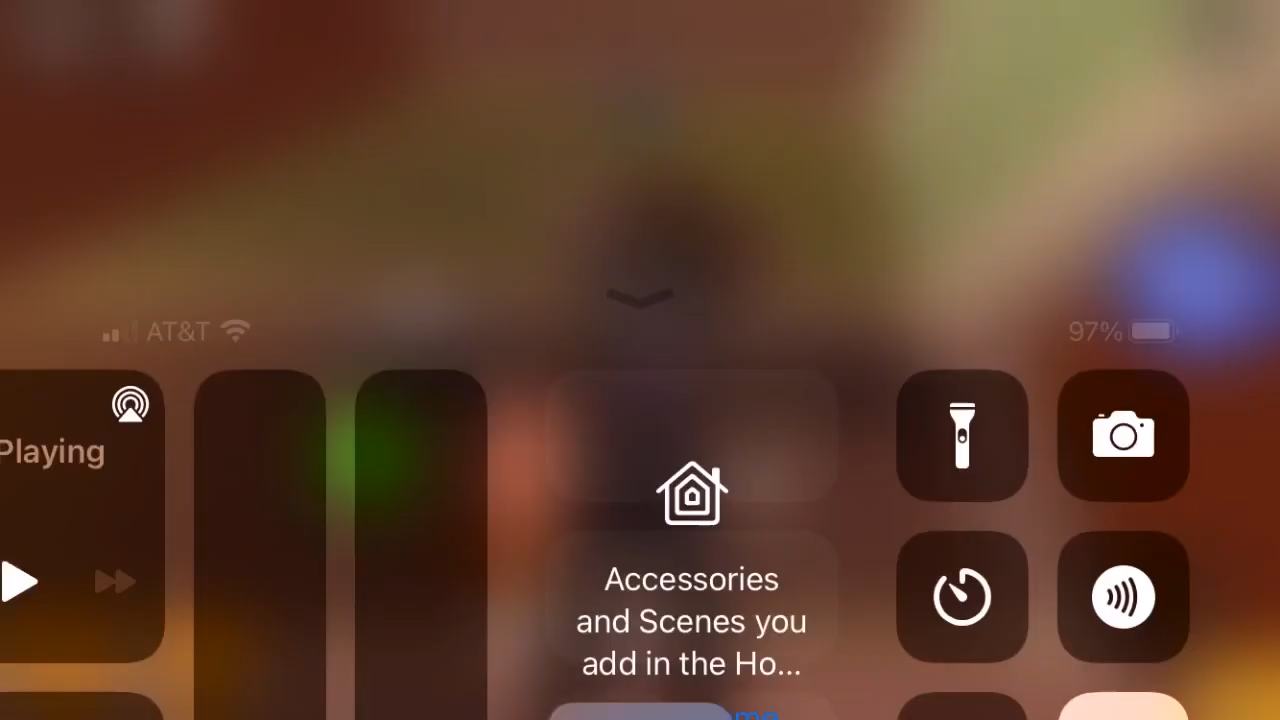 AT&T
97%
Playing
Accessories
and Scenes you
add in the Ho...